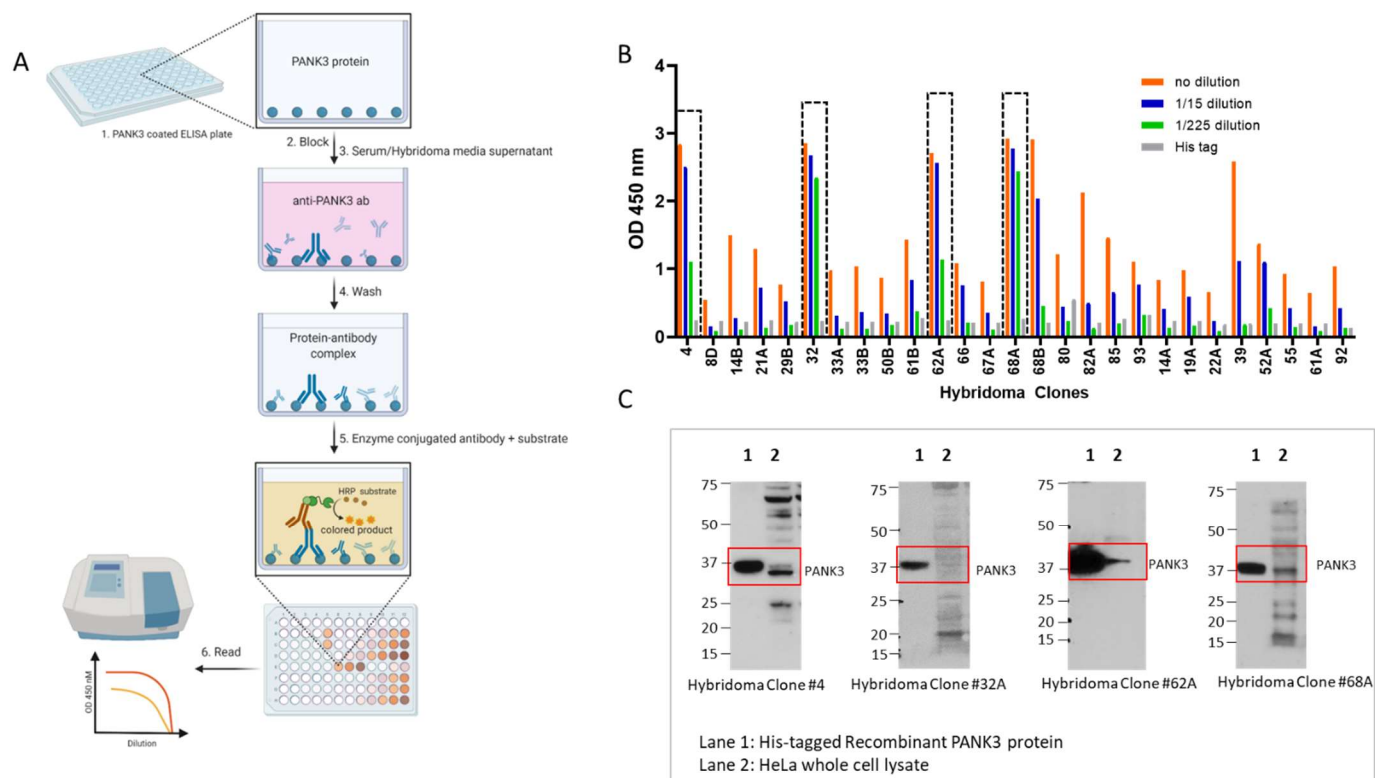 A
PANK3 protein
1. PANK3 coated ELISA plate
2. Block
3. Serum/Hybridoma media supernatant
anti-PANK3 ab
4. Wash
Protein-antibody
complex
5. Enzyme conjugated antibody + substrate
HRP substrate
colored product
6. Read
OD 450 nM
Dilution
B
4
3
2
1
0
OD 450 nm
no dilution
1/15 dilution
1/225 dilution
His tag
4 8D 14B 21A 29B 32 33A 33B 50B 61B 62A 66 67A 68A 68B 80 82A 85 93 14A 19A 22A 39 52A 55 61A 92
Hybridoma Clones
C
1 2
75
50
37
25
20
15
PANK3
Hybridoma Clone #4
1 2
75
50
37
25
20
15
PANK3
Hybridoma Clone #32A
1 2
75
50
37
25
20
15
PANK3
Hybridoma Clone #62A
1 2
75
50
37
25
20
15
PANK3
Hybridoma Clone #68A
Lane 1: His-tagged Recombinant PANK3 protein
Lane 2: HeLa whole cell lysate